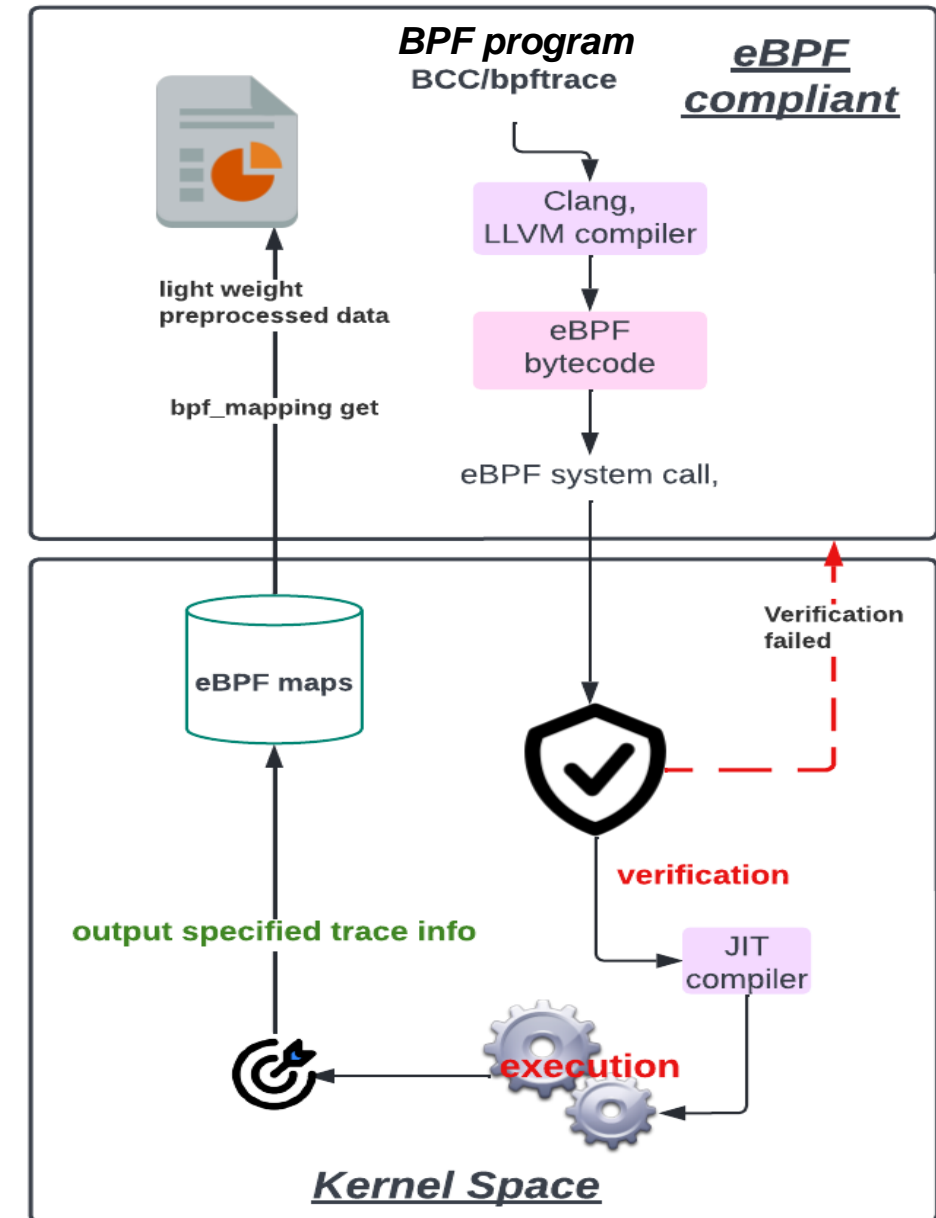 BPF program
BCC/bpftrace
eBPF
compliant
Clang,
LLVM compiler
light weight
preprocessed data
eBPF
bytecode
bpf_mapping get
eBPF system call,
Verification
failed
eBPF maps
verification
output specified trace info
JIT
compiler
execution
Kernel Space